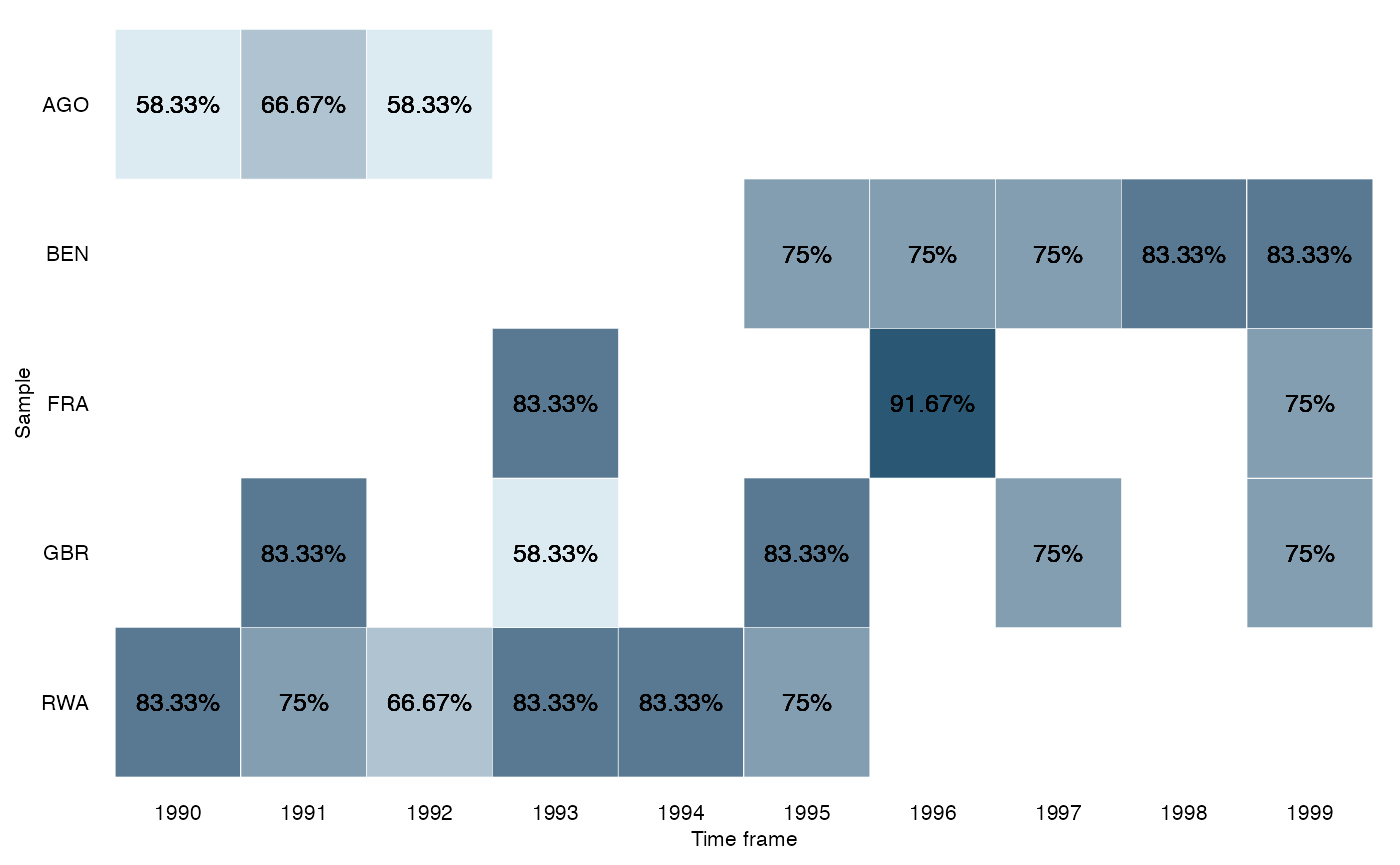 AGO 58.33% 66.67% 58.33%
BEN 75% 75% 75% 83.33% 83.33%
Sample
FRA 83.33% 91.67% 75%
GBR 83.33% 58.33% 83.33% 75% 75%
RWA 83.33% 75% 66.67% 83.33% 83.33% 75%
1990 1991 1992 1993 1994 1995 1996 1997 1998 1999
Time frame